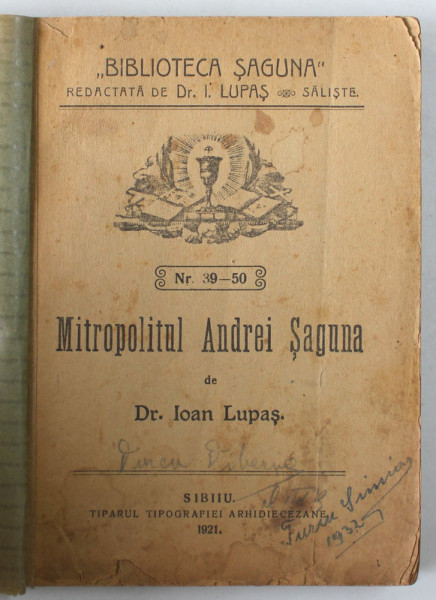 „BIBLIOTECA ŞAGUNA"
REDACTATĂ DE Dr. I. LUPAŞ SĂLIŞTE.
Nr. 39—50
Mitropolitul Andrei Şaguna
de
Dr. Ioan Lupaş.
SIBIIU.
TIPARUL TIPOGRAFIEI ARHIDIECEZANE
1921.
1932